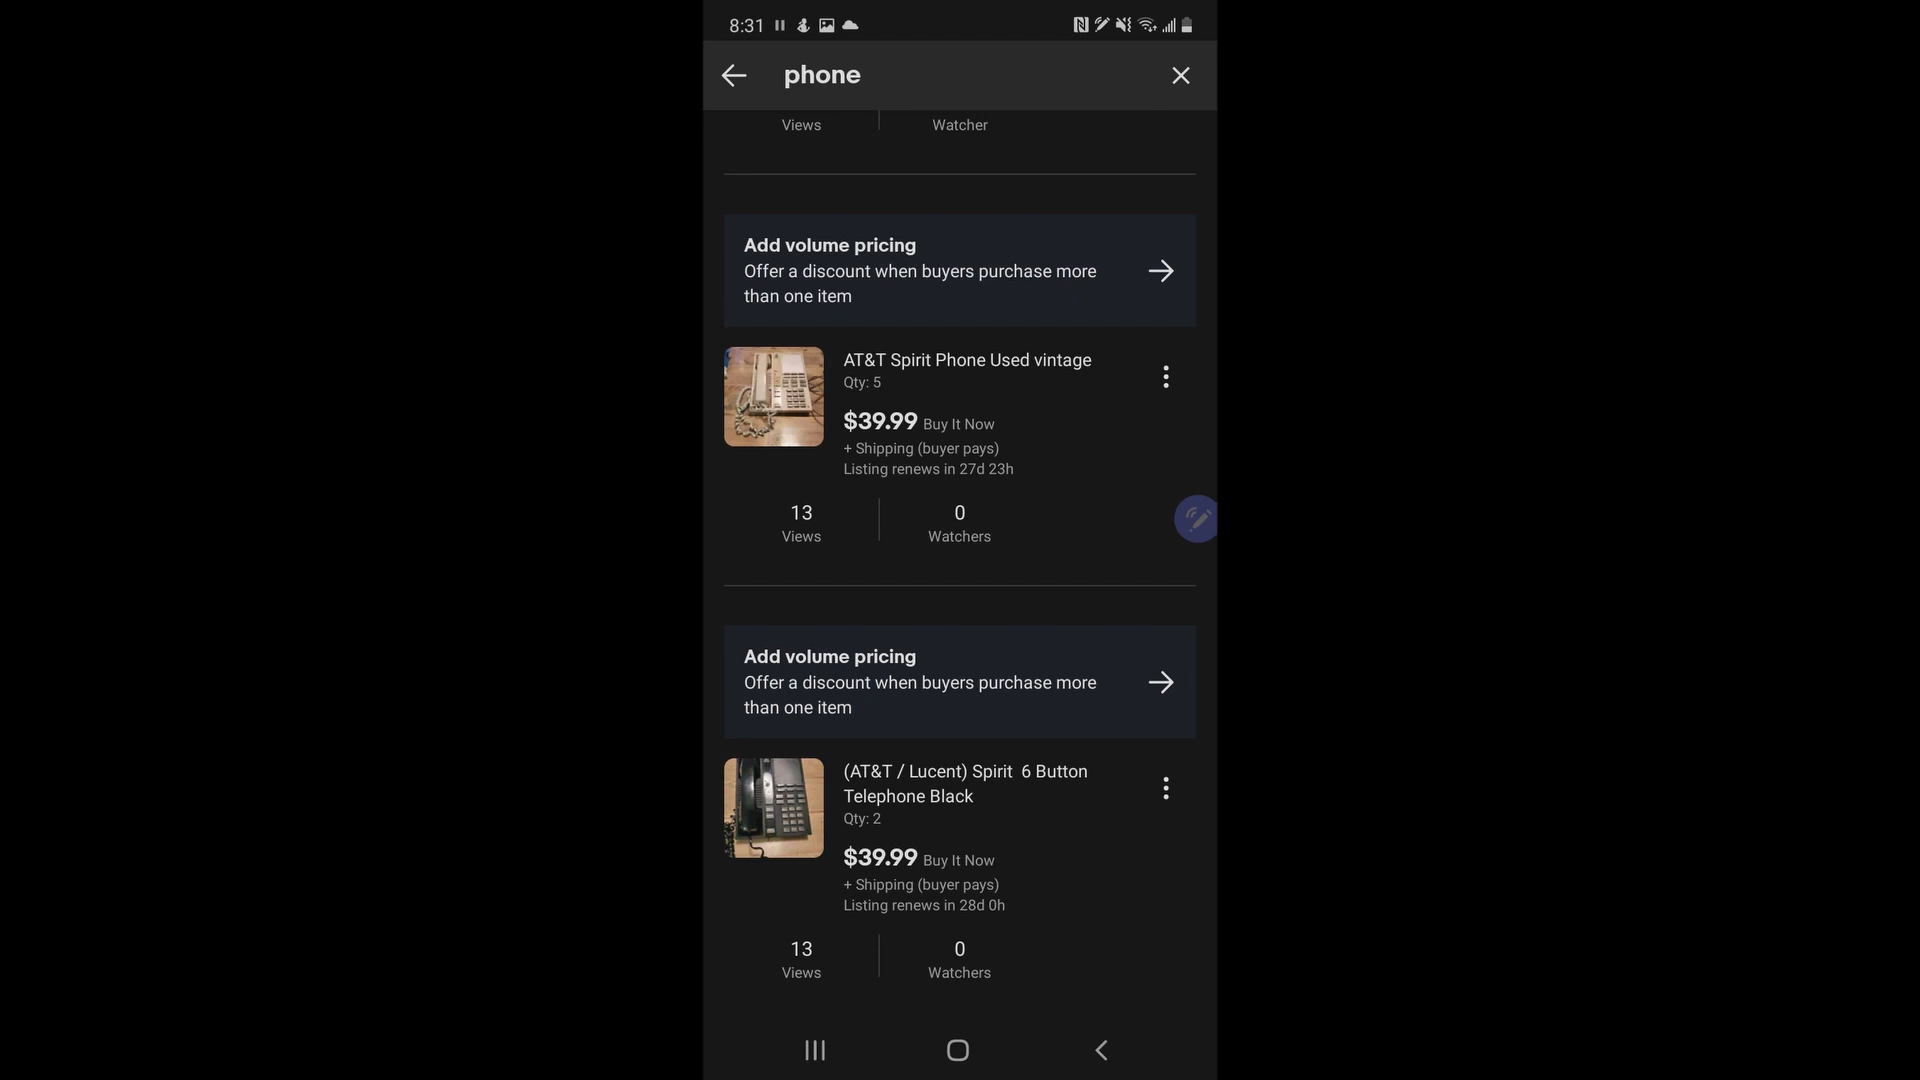 8:31
phone
Views Watcher
Add volume pricing
Offer a discount when buyers purchase more
than one item
AT&T Spirit Phone Used vintage
Qty: 5
$39.99 Buy It Now
+ Shipping (buyer pays)
Listing renews in 27d 23h
13 0
Views Watchers
Add volume pricing
Offer a discount when buyers purchase more
than one item
(AT&T / Lucent) Spirit 6 Button
Telephone Black
Qty: 2
$39.99 Buy It Now
+ Shipping (buyer pays)
Listing renews in 28d 0h
13 0
Views Watchers